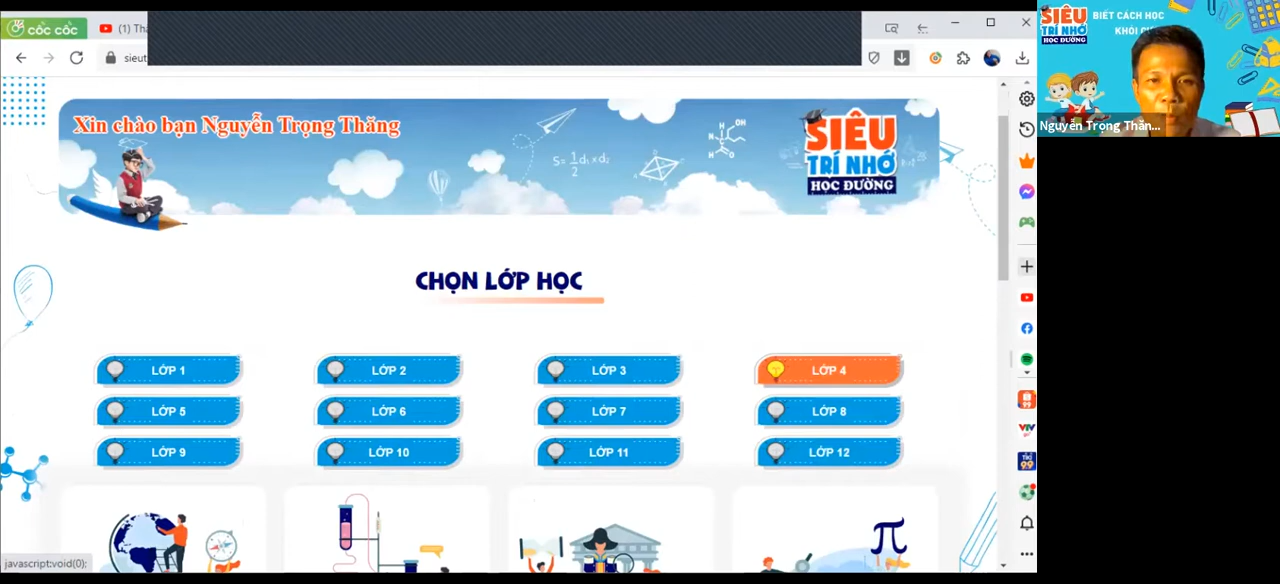 cốc cốc
(1) Th
sieut
SIÊU
TRÍ NHỚ
HỌC ĐƯỜNG
BIẾT CÁCH HỌC
Nguyễn Trọng Thăn...
Xin chào bạn Nguyễn Trọng Thăng
S= 1/2 d₁xd₂
SIÊU
TRÍ NHỚ
HỌC ĐƯỜNG
CHỌN LỚP HỌC
LỚP 1 LỚP 2 LỚP 3 LỚP 4
LỚP 5 LỚP 6 LỚP 7 LỚP 8
LỚP 9 LỚP 10 LỚP 11 LỚP 12
π
javascript:void(0);